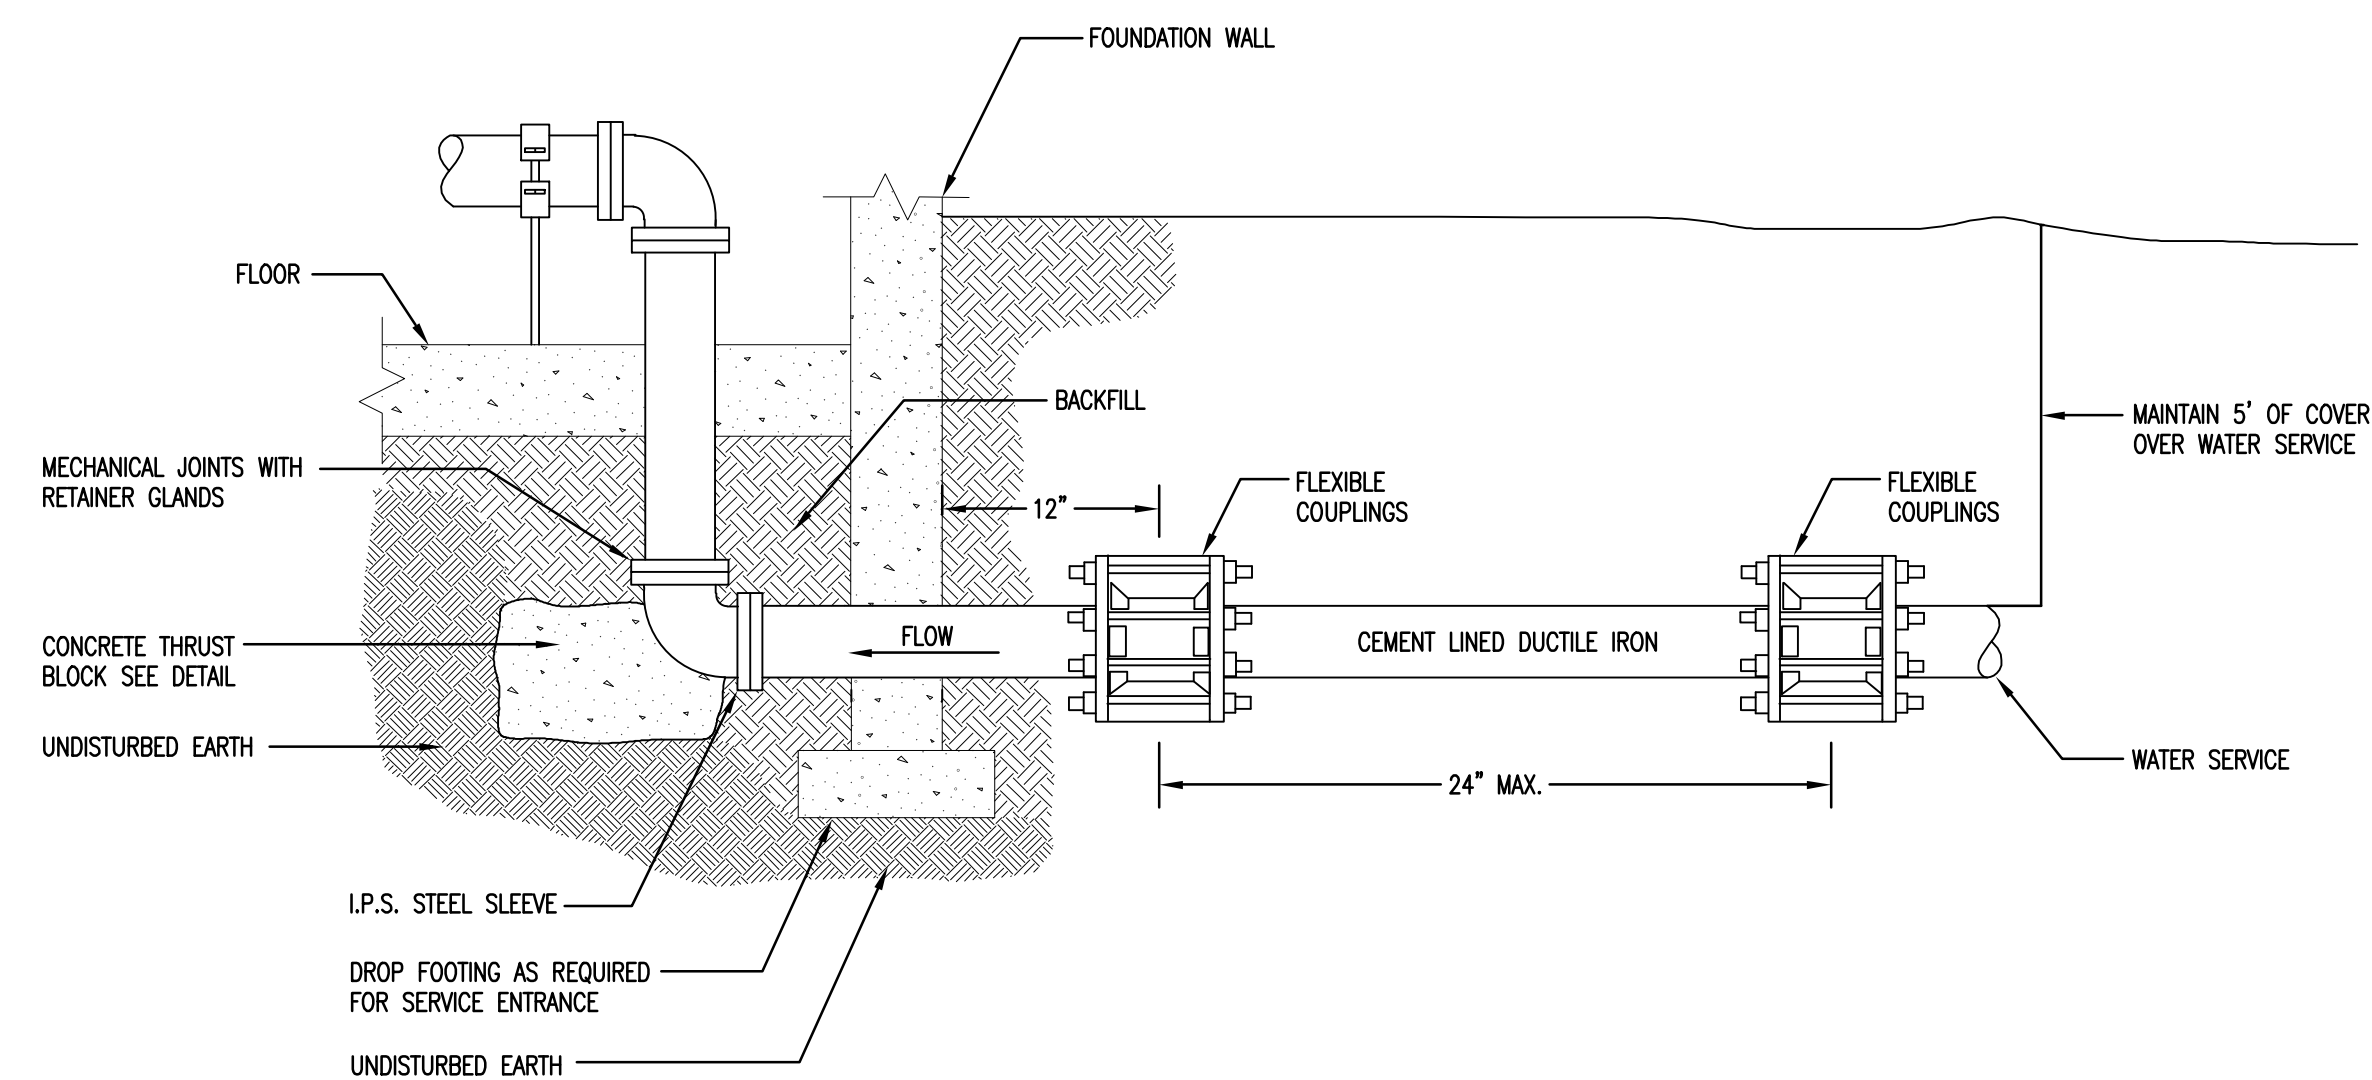 FOUNDATION WALL
FLOOR
BACKFILL
MAINTAIN 5' OF COVER
OVER WATER SERVICE
MECHANICAL JOINTS WITH
RETAINER GLANDS
12"
FLEXIBLE
COUPLINGS
FLEXIBLE
COUPLINGS
CONCRETE THRUST
BLOCK SEE DETAIL
FLOW
CEMENT LINED DUCTILE IRON
UNDISTURBED EARTH
24" MAX.
WATER SERVICE
I.P.S. STEEL SLEEVE
DROP FOOTING AS REQUIRED
FOR SERVICE ENTRANCE
UNDISTURBED EARTH